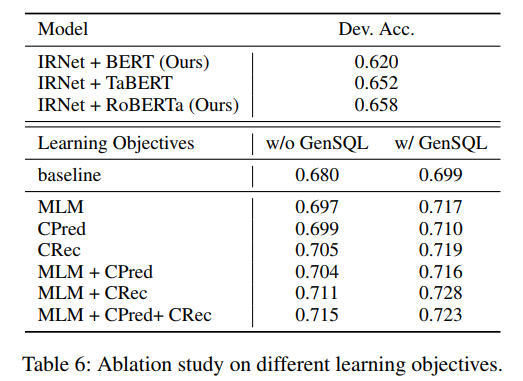 Model Dev. Acc.
IRNet + BERT (Ours) 0.620
IRNet + TaBERT 0.652
IRNet + RoBERTa (Ours) 0.658
Learning Objectives w/o GenSQL w/ GenSQL
baseline 0.680 0.699
MLM 0.697 0.717
CPred 0.699 0.710
CRec 0.705 0.719
MLM + CPred 0.704 0.716
MLM + CRec 0.711 0.728
MLM + CPred+ CRec 0.715 0.723
Table 6: Ablation study on different learning objectives.